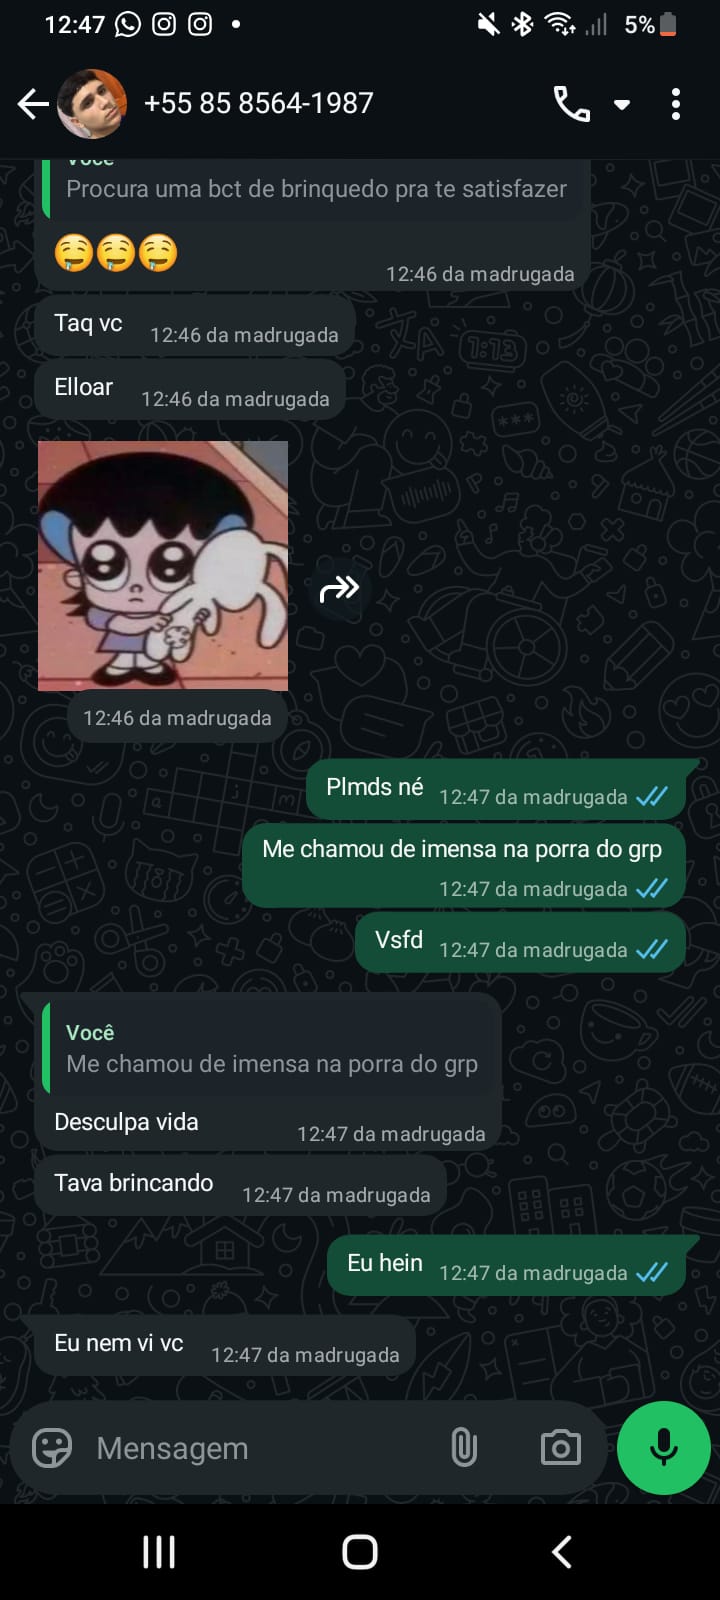 12:47
5%
+55 85 8564-1987
Você
Procura uma bct de brinquedo pra te satisfazer
🤤🤤🤤
12:46 da madrugada
Taq vc 12:46 da madrugada
Elloar 12:46 da madrugada
12:46 da madrugada
Plmds né 12:47 da madrugada
Me chamou de imensa na porra do grp
12:47 da madrugada
Vsfd 12:47 da madrugada
Você
Me chamou de imensa na porra do grp
Desculpa vida 12:47 da madrugada
Tava brincando 12:47 da madrugada
Eu hein 12:47 da madrugada
Eu nem vi vc 12:47 da madrugada
Mensagem